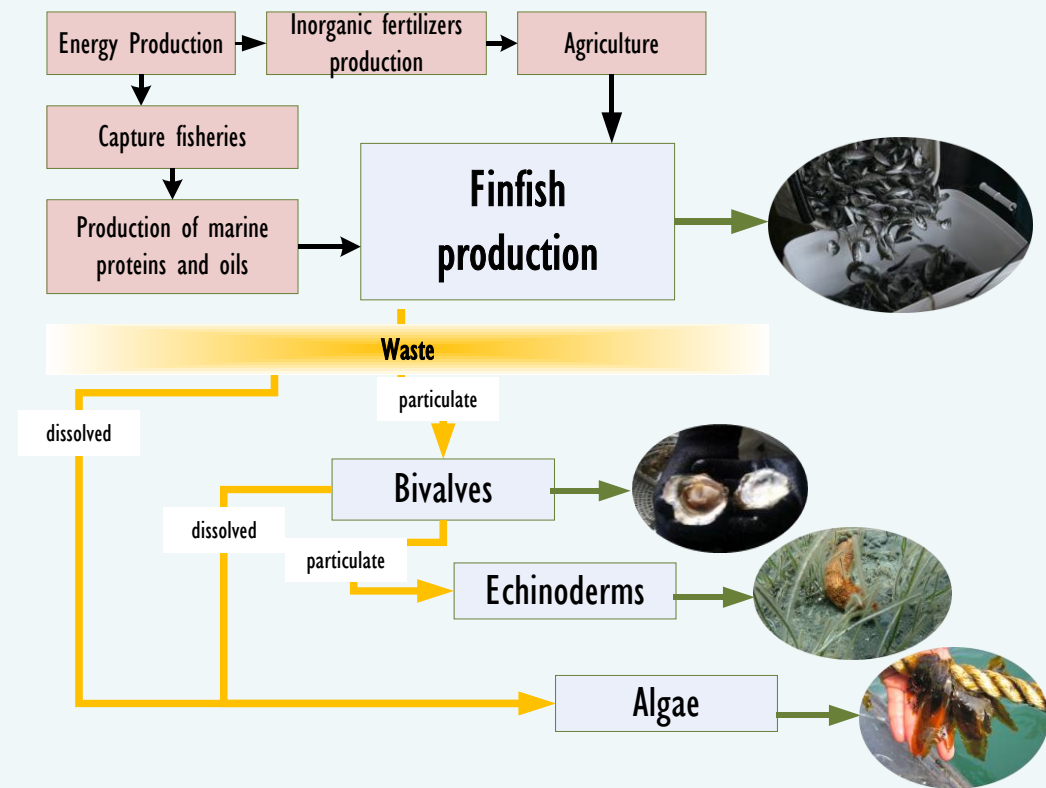 Energy Production
Inorganic fertilizers
production
Agriculture
Capture fisheries
Production of marine
proteins and oils
Finfish
production
Waste
particulate
dissolved
Bivalves
dissolved
particulate
Echinoderms
Algae